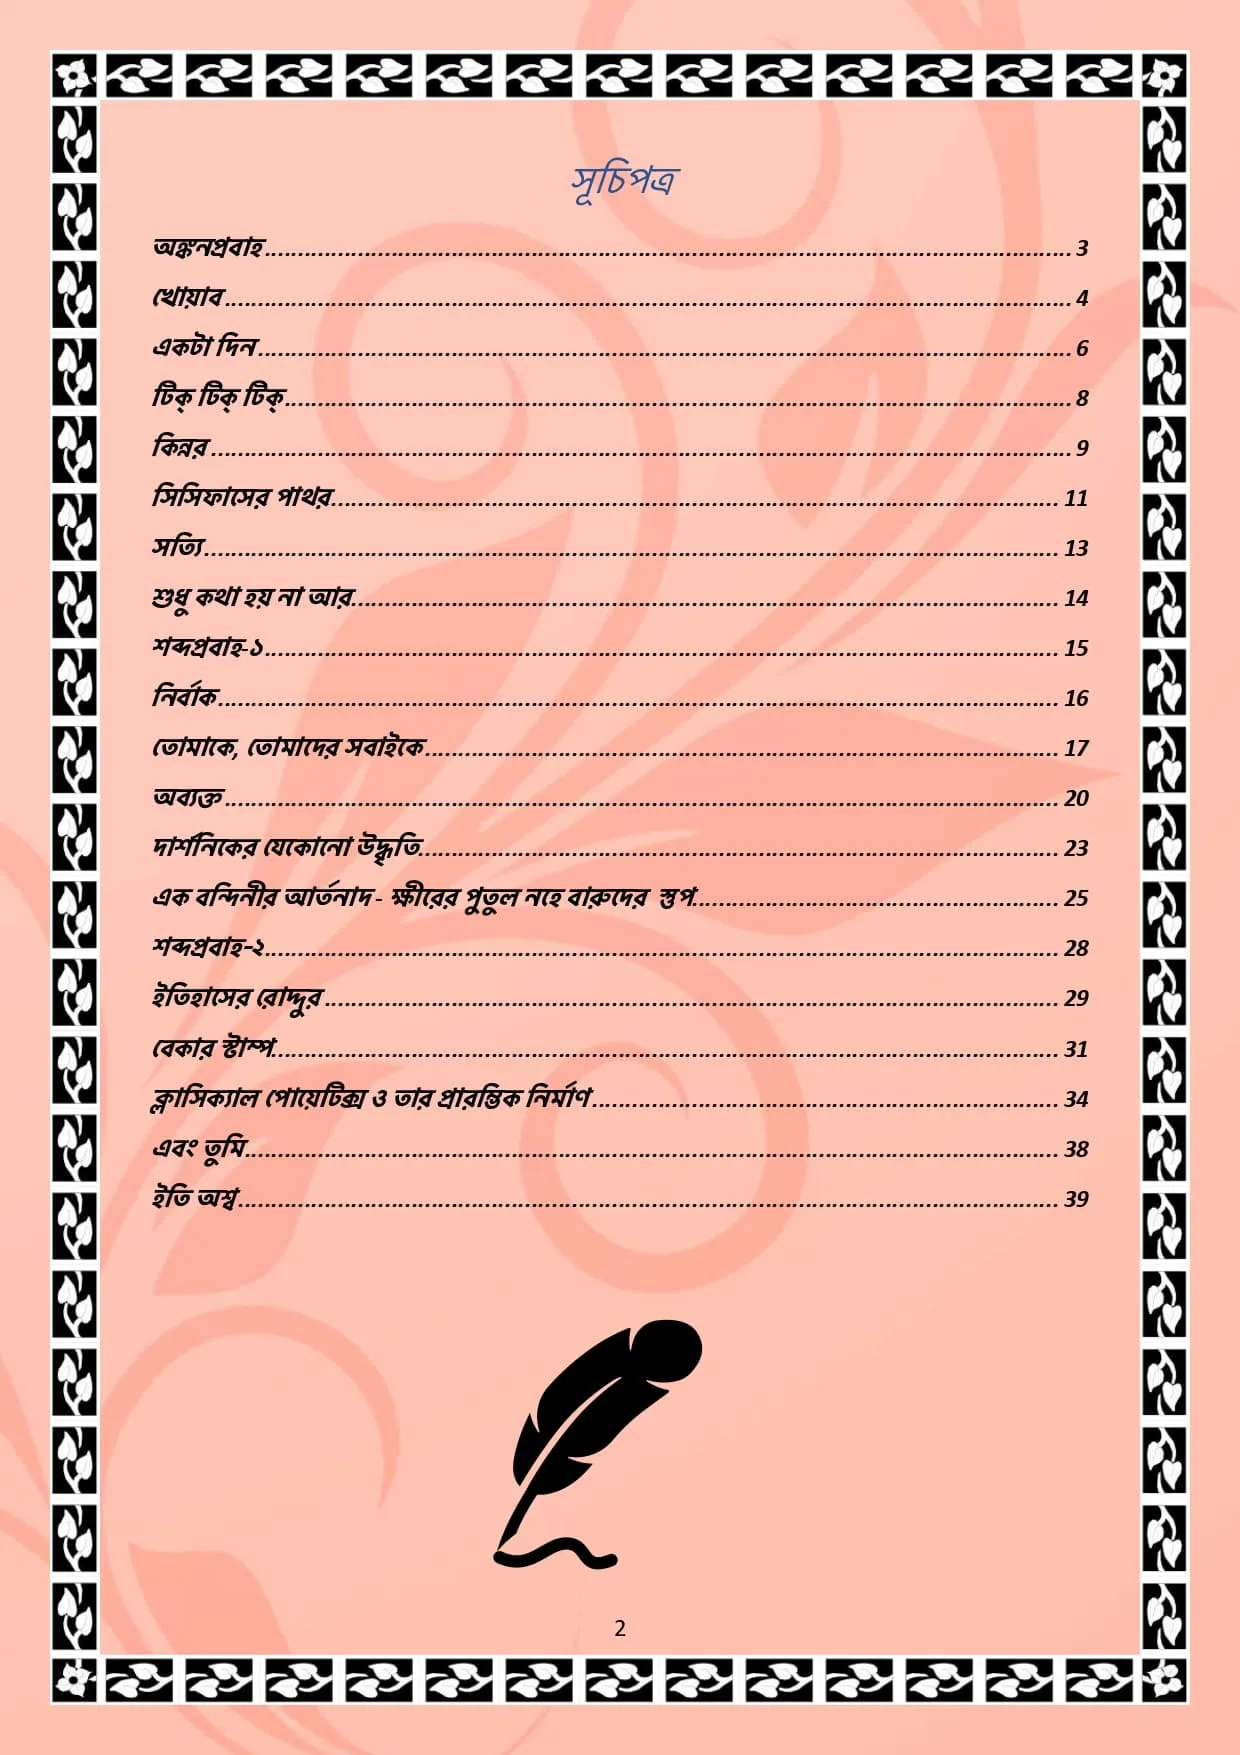 সূচিপত্র
অঙ্কনপ্রবাহ........................................ 3
খোয়াব........................................ 4
একটা দিন........................................ 6
টিক্ টিক্ টিক্........................................ 8
কিন্নর........................................ 9
সিসিফাসের পাথর........................................ 11
সত্যি........................................ 13
শুধু কথা হয় না আর........................................ 14
শব্দপ্রবাহ-১........................................ 15
নির্বাক........................................ 16
তোমাকে, তোমাদের সবাইকে........................................ 17
অব্যক্ত........................................ 20
দার্শনিকের যেকোনো উদ্ধৃতি........................................ 23
এক বন্দিনীর আর্তনাদ - ক্ষীরের পুতুল নহে বারুদের স্তুপ........................................ 25
শব্দপ্রবাহ-২........................................ 28
ইতিহাসের রোদ্দুর........................................ 29
বেকার স্টাম্প........................................ 31
ক্লাসিক্যাল পোয়েটিক্স ও তার প্রারম্ভিক নির্মাণ........................................ 34
এবং তুমি........................................ 38
ইতি অশ্ব........................................ 39
2